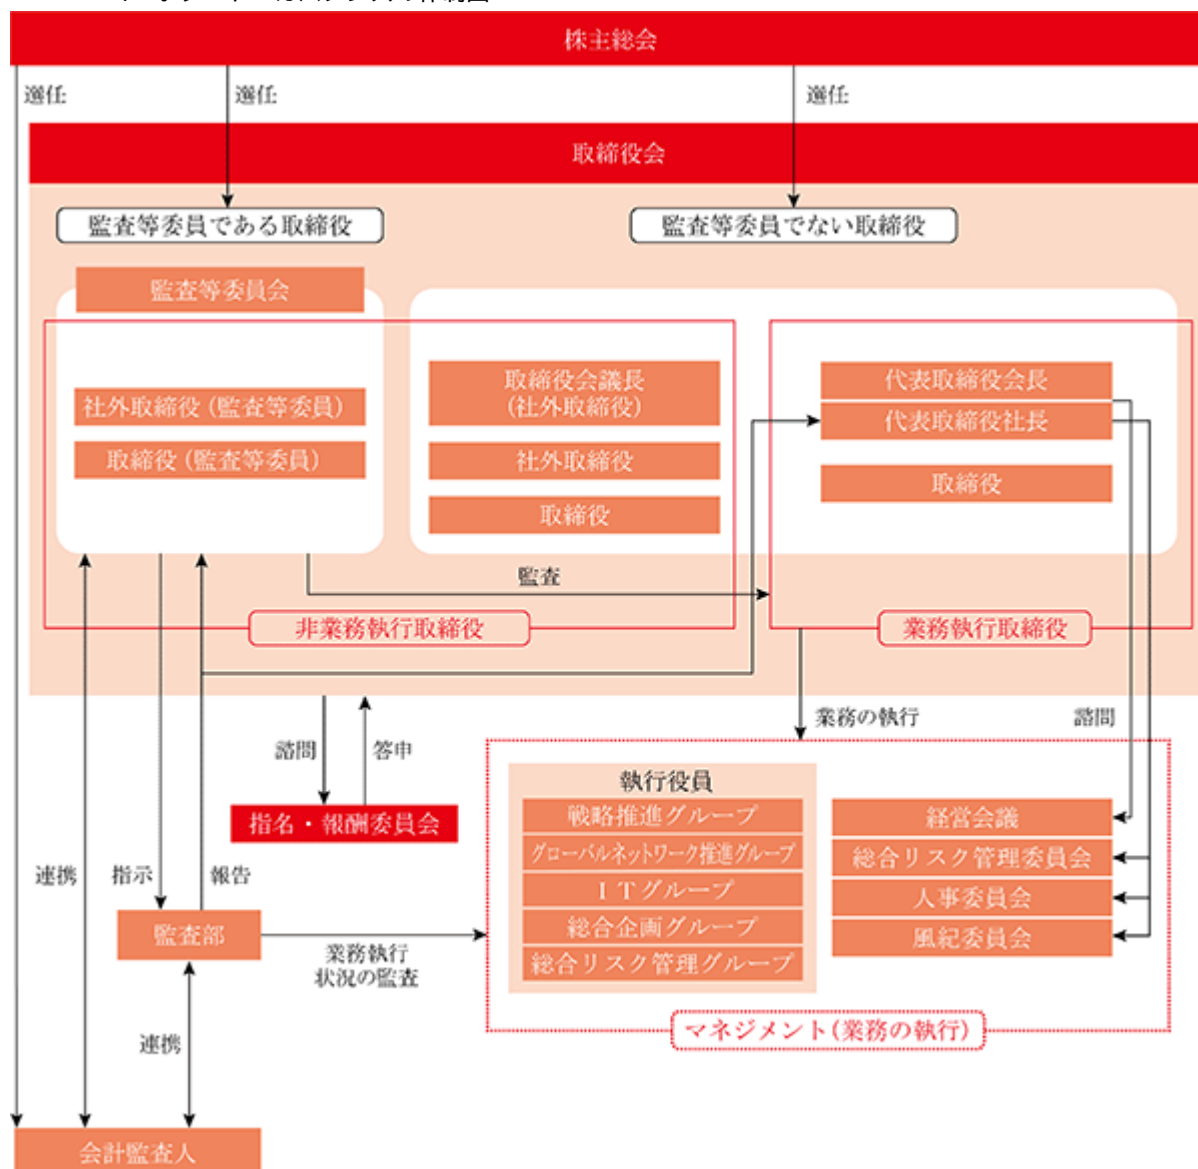 株主総会
選任
選任
選任
取締役会
監査等委員である取締役
監査等委員でない取締役
監査等委員会
社外取締役(監査等委員)
取締役(監査等委員)
取締役会議長
(社外取締役)
社外取締役
取締役
代表取締役会長
代表取締役社長
取締役
監査
非業務執行取締役
業務執行取締役
諮問
答申
業務の執行
諮問
指名・報酬委員会
執行役員
戦略推進グループ
グローバルネットワーク推進グループ
ITグループ
総合企画グループ
総合リスク管理グループ
経営会議
総合リスク管理委員会
人事委員会
風紀委員会
連携
指示
報告
監査部
業務執行
状況の監査
マネジメント(業務の執行)
連携
会計監査人